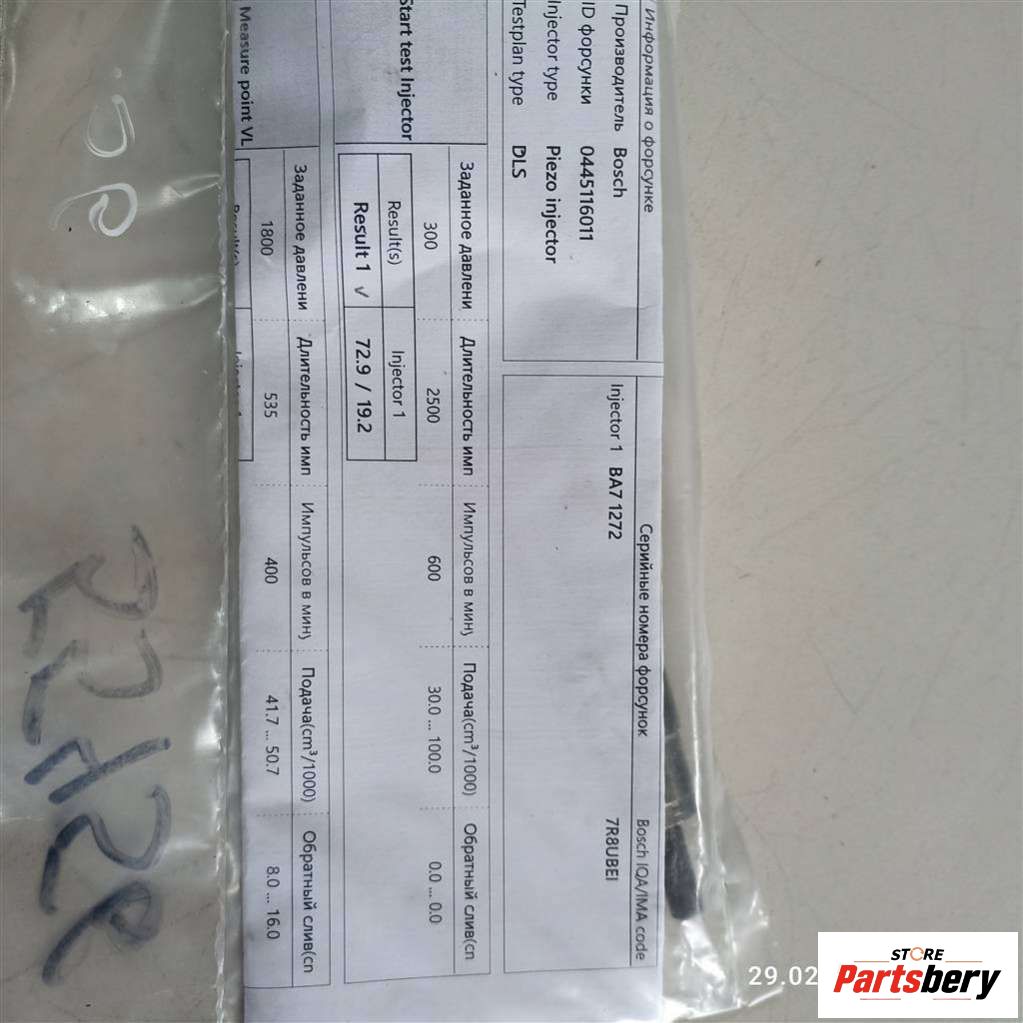 Информация о форсунке
Производитель Bosch
ID форсунки 0445116011
Injector type Piezo injector
Testplan type DLS
Серийные номера форсунок Bosch IQA/IMA code
Injector 1 BA7 1272 7R8UBEI
Start test Injector
Заданное давлени Длительность имп Импульсов в мин) Подача(cm³/1000) Обратный слив(cп
300 2500 600 30.0 ... 100.0 0.0 ... 0.0
Result(s) Injector 1
Result 1 √ 72.9 / 19.2
Measure point VL
Заданное давлени Длительность имп Импульсов в мин) Подача(cm³/1000) Обратный слив(cп
1800 535 400 41.7 ... 50.7 8.0 ... 16.0
29.02
STORE
Partsbery